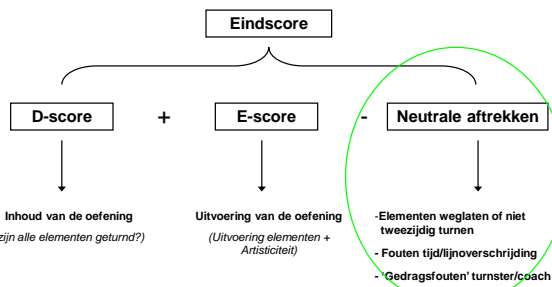 Eindscore
D-score + E-score - Neutrale aftrekken
Inhoud van de oefening
zijn alle elementen geturnd?)
Uitvoering van de oefening
(Uitvoering elementen +
Artisticiteit)
-Elementen weglaten of niet
tweezijdig turnen
- Fouten tijd/lijnoverschrijding
- 'Gedragsfouten' turnster/coach